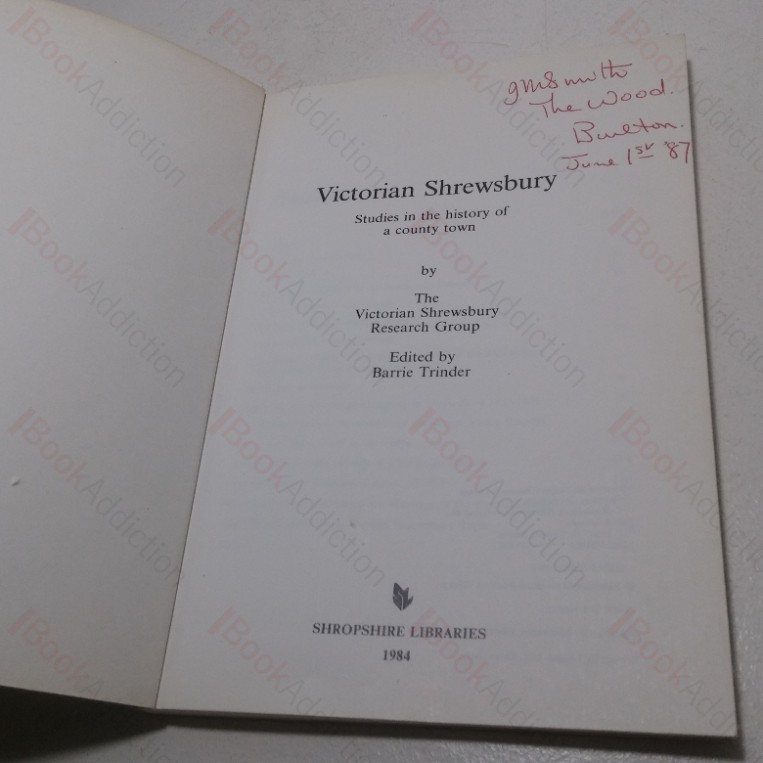 gmSmith
The Wood.
Burlton.
June 1st '87
Victorian Shrewsbury
Studies in the history of
a county town
by
The
Victorian Shrewsbury
Research Group
Edited by
Barrie Trinder
SHROPSHIRE LIBRARIES
1984
BookAddiction